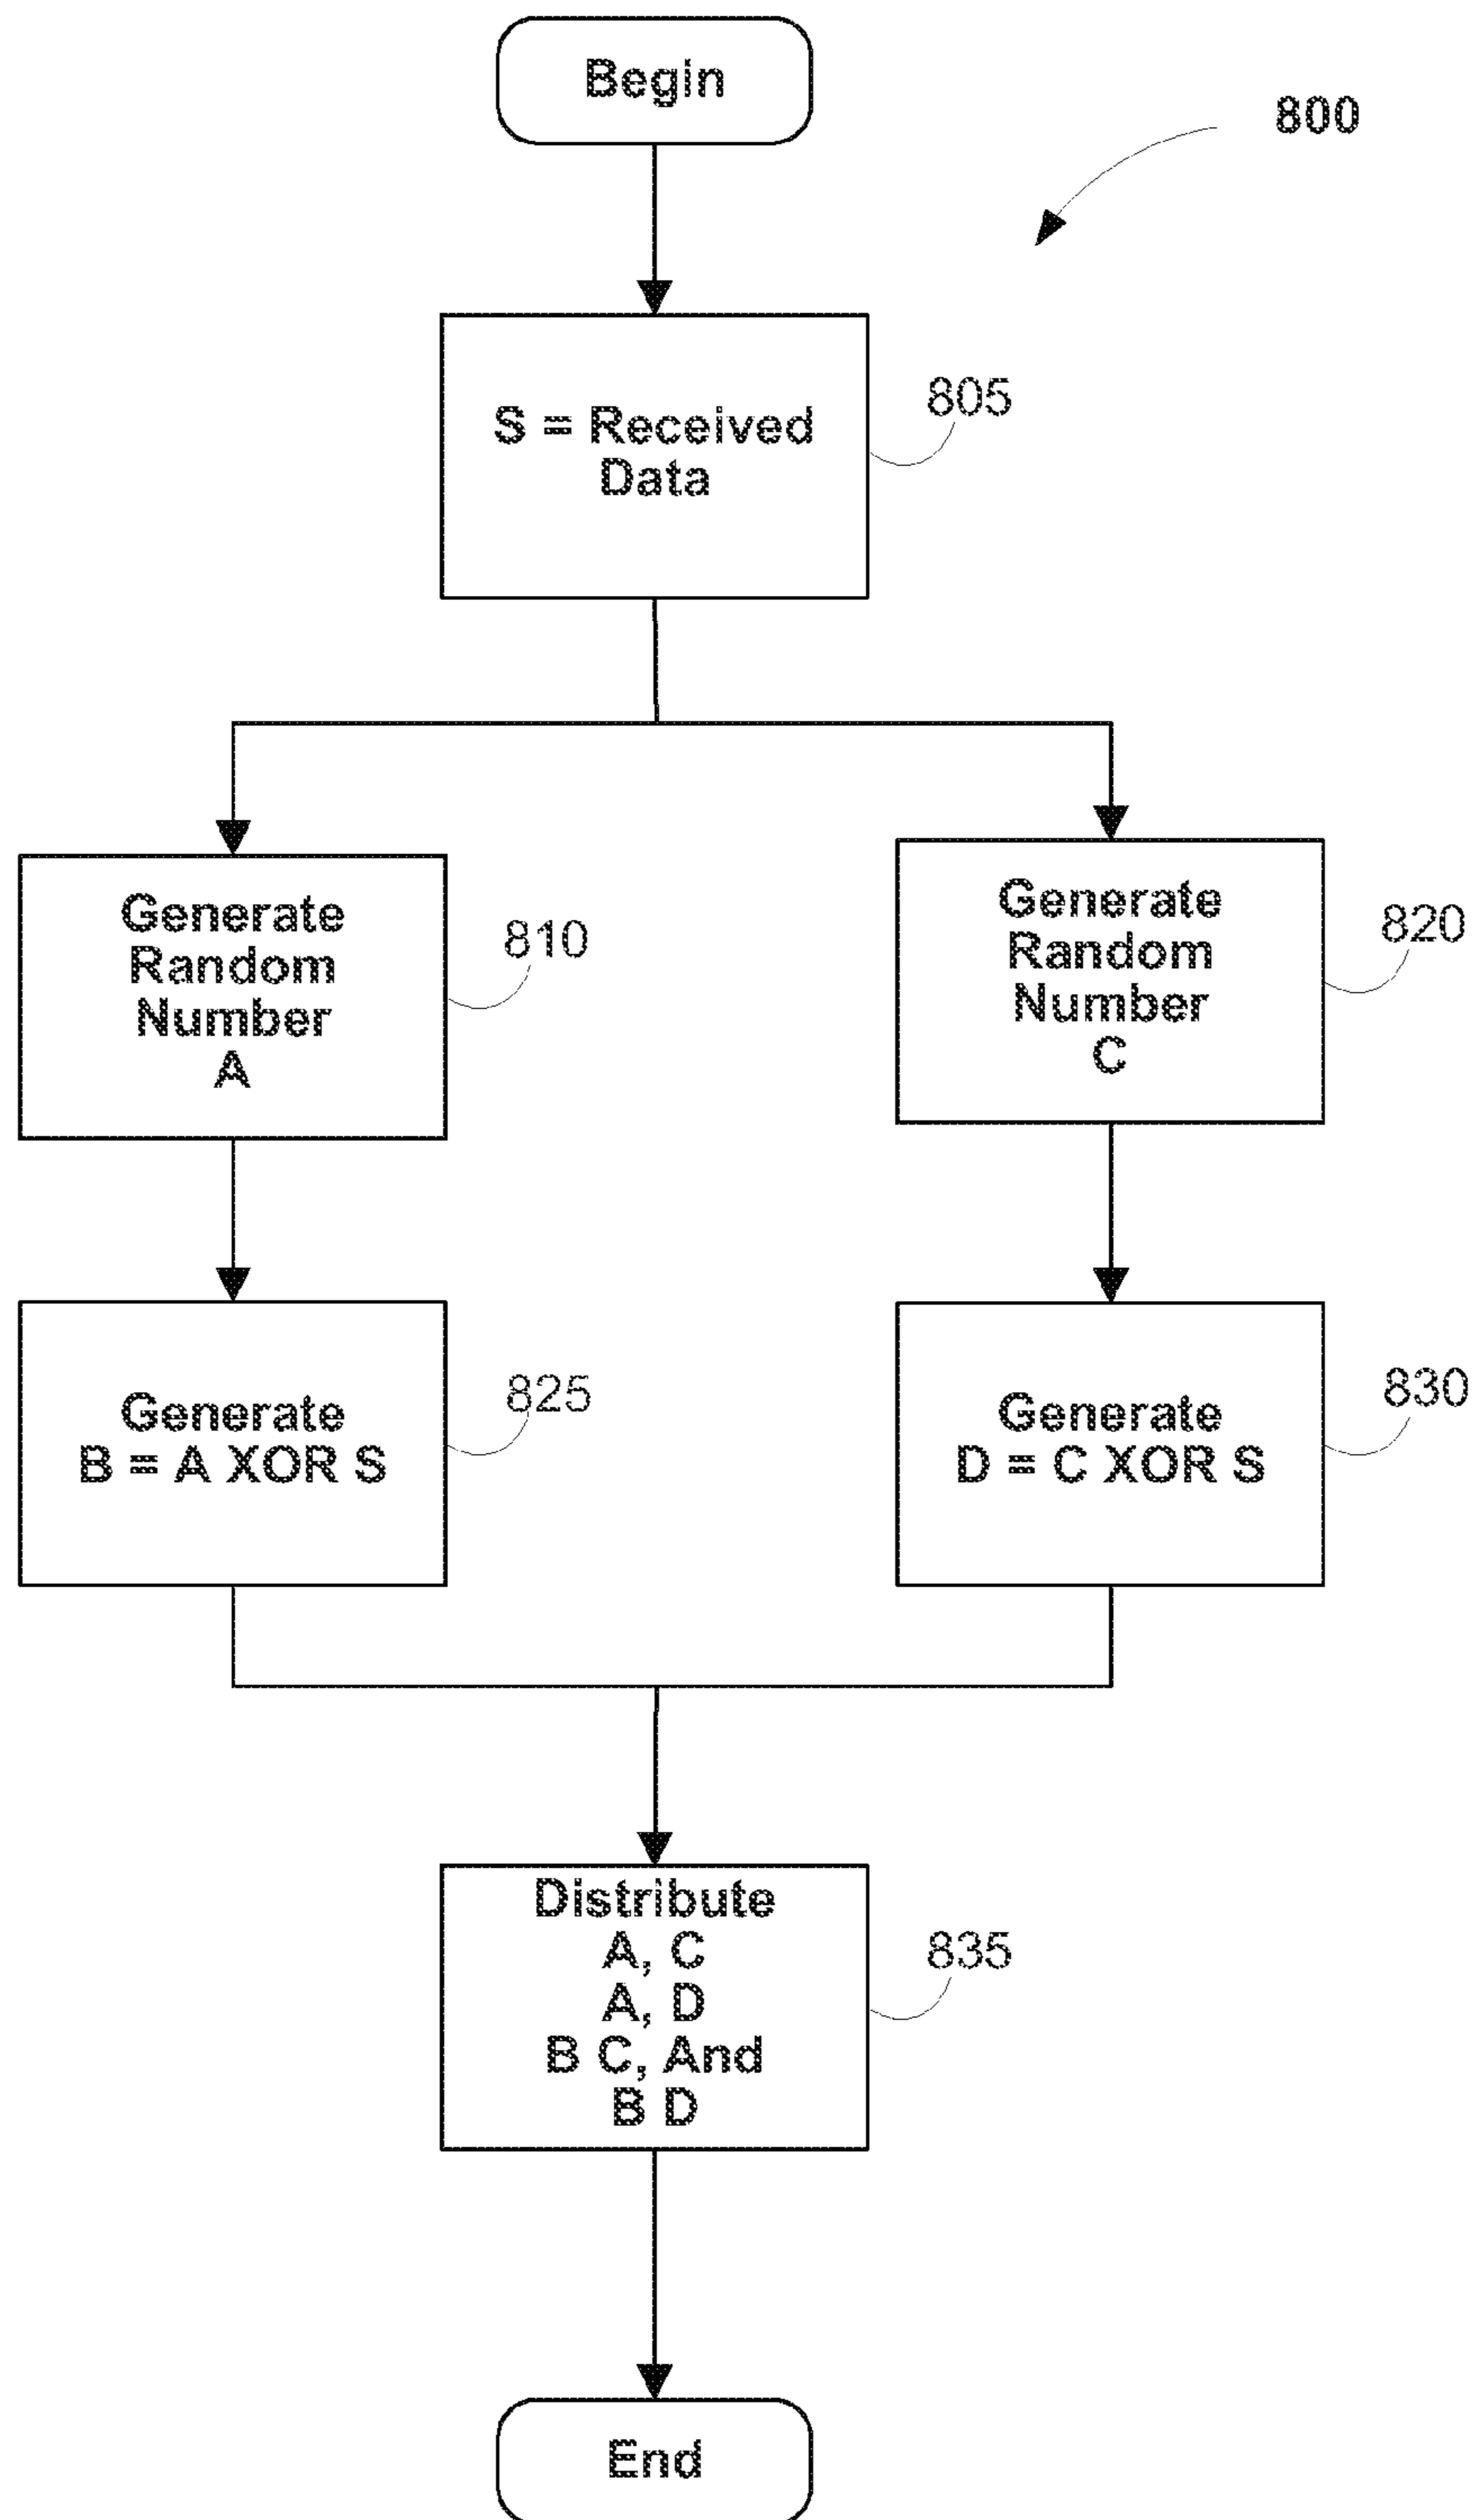 Begin
800
S = Received
Data
805
Generate
Random
Number
A
810
Generate
Random
Number
C
820
Generate
B = A XOR S
825
Generate
D = C XOR S
830
Distribute
A, C
A, D
B C, And
B D
835
End